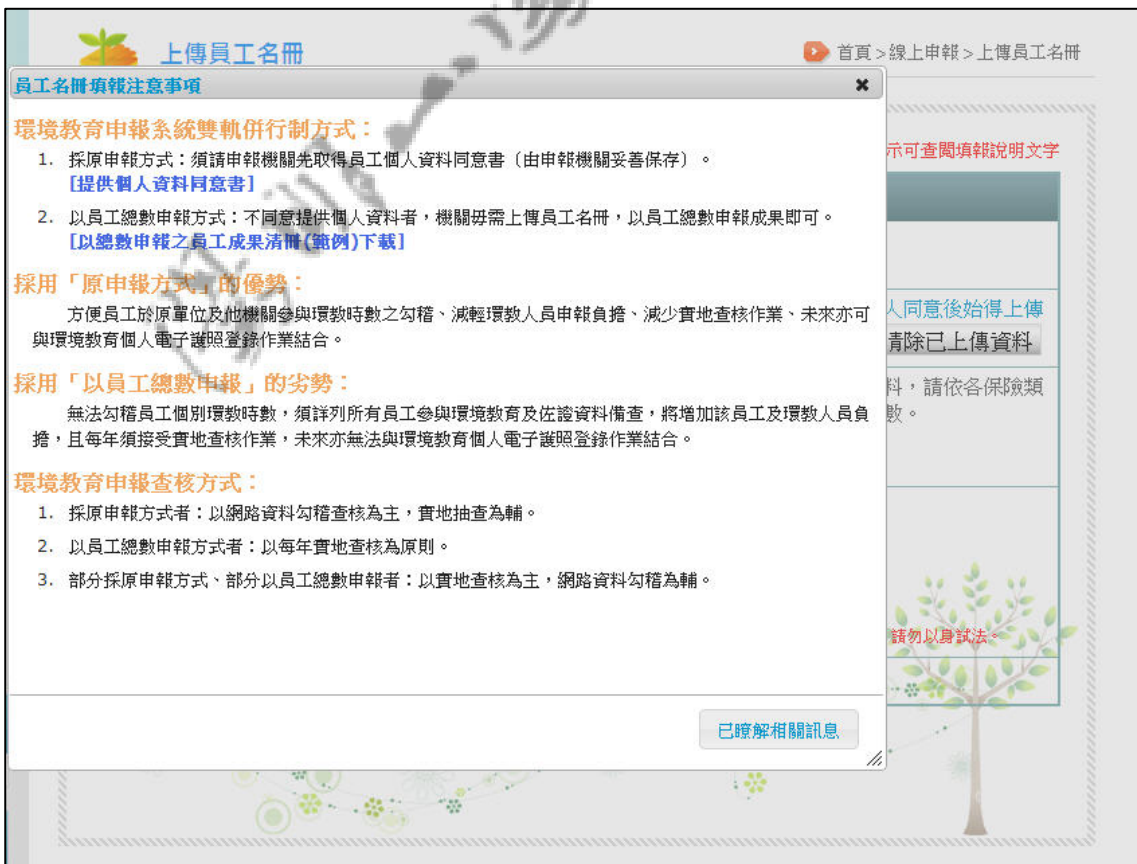 上傳員工名冊
首頁>線上申報>上傳員工名冊
員工名冊填報注意事項
環境教育申報系統雙軌併行制方式：
1. 採原申報方式：須請申報機關先取得員工個人資料同意書〔由申報機關妥善保存〕。
[提供個人資料同意書]
2. 以員工總數申報方式：不同意提供個人資料者，機關毋需上傳員工名冊，以員工總數申報成果即可。
[以總數申報之員工成果清冊(範例)下載]
採用「原申報方式」的優勢：
方便員工於原單位及他機關參與環教時數之勾稽、減輕環教人員申報負擔、減少實地查核作業、未來亦可
與環境教育個人電子護照登錄作業結合。
採用「以員工總數申報」的劣勢：
無法勾稽員工個別環教時數，須詳列所有員工參與環境教育及佐證資料備查，將增加該員工及環教人員負
擔，且每年須接受實地查核作業，未來亦無法與環境教育個人電子護照登錄作業結合。
環境教育申報查核方式：
1. 採原申報方式者：以網路資料勾稽查核為主，實地抽查為輔。
2. 以員工總數申報方式者：以每年實地查核為原則。
3. 部分採原申報方式、部分以員工總數申報者：以實地查核為主，網路資料勾稽為輔。
已瞭解相關訊息
示可查閱填報說明文字
人同意後始得上傳
清除已上傳資料
料，請依各保險類
數。
請勿以身試法。